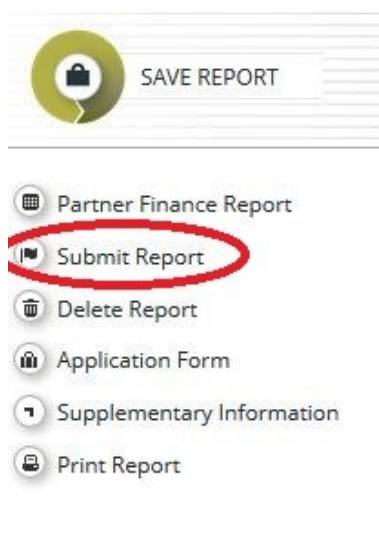 SAVE REPORT
Partner Finance Report
Submit Report
Delete Report
Application Form
Supplementary Information
Print Report